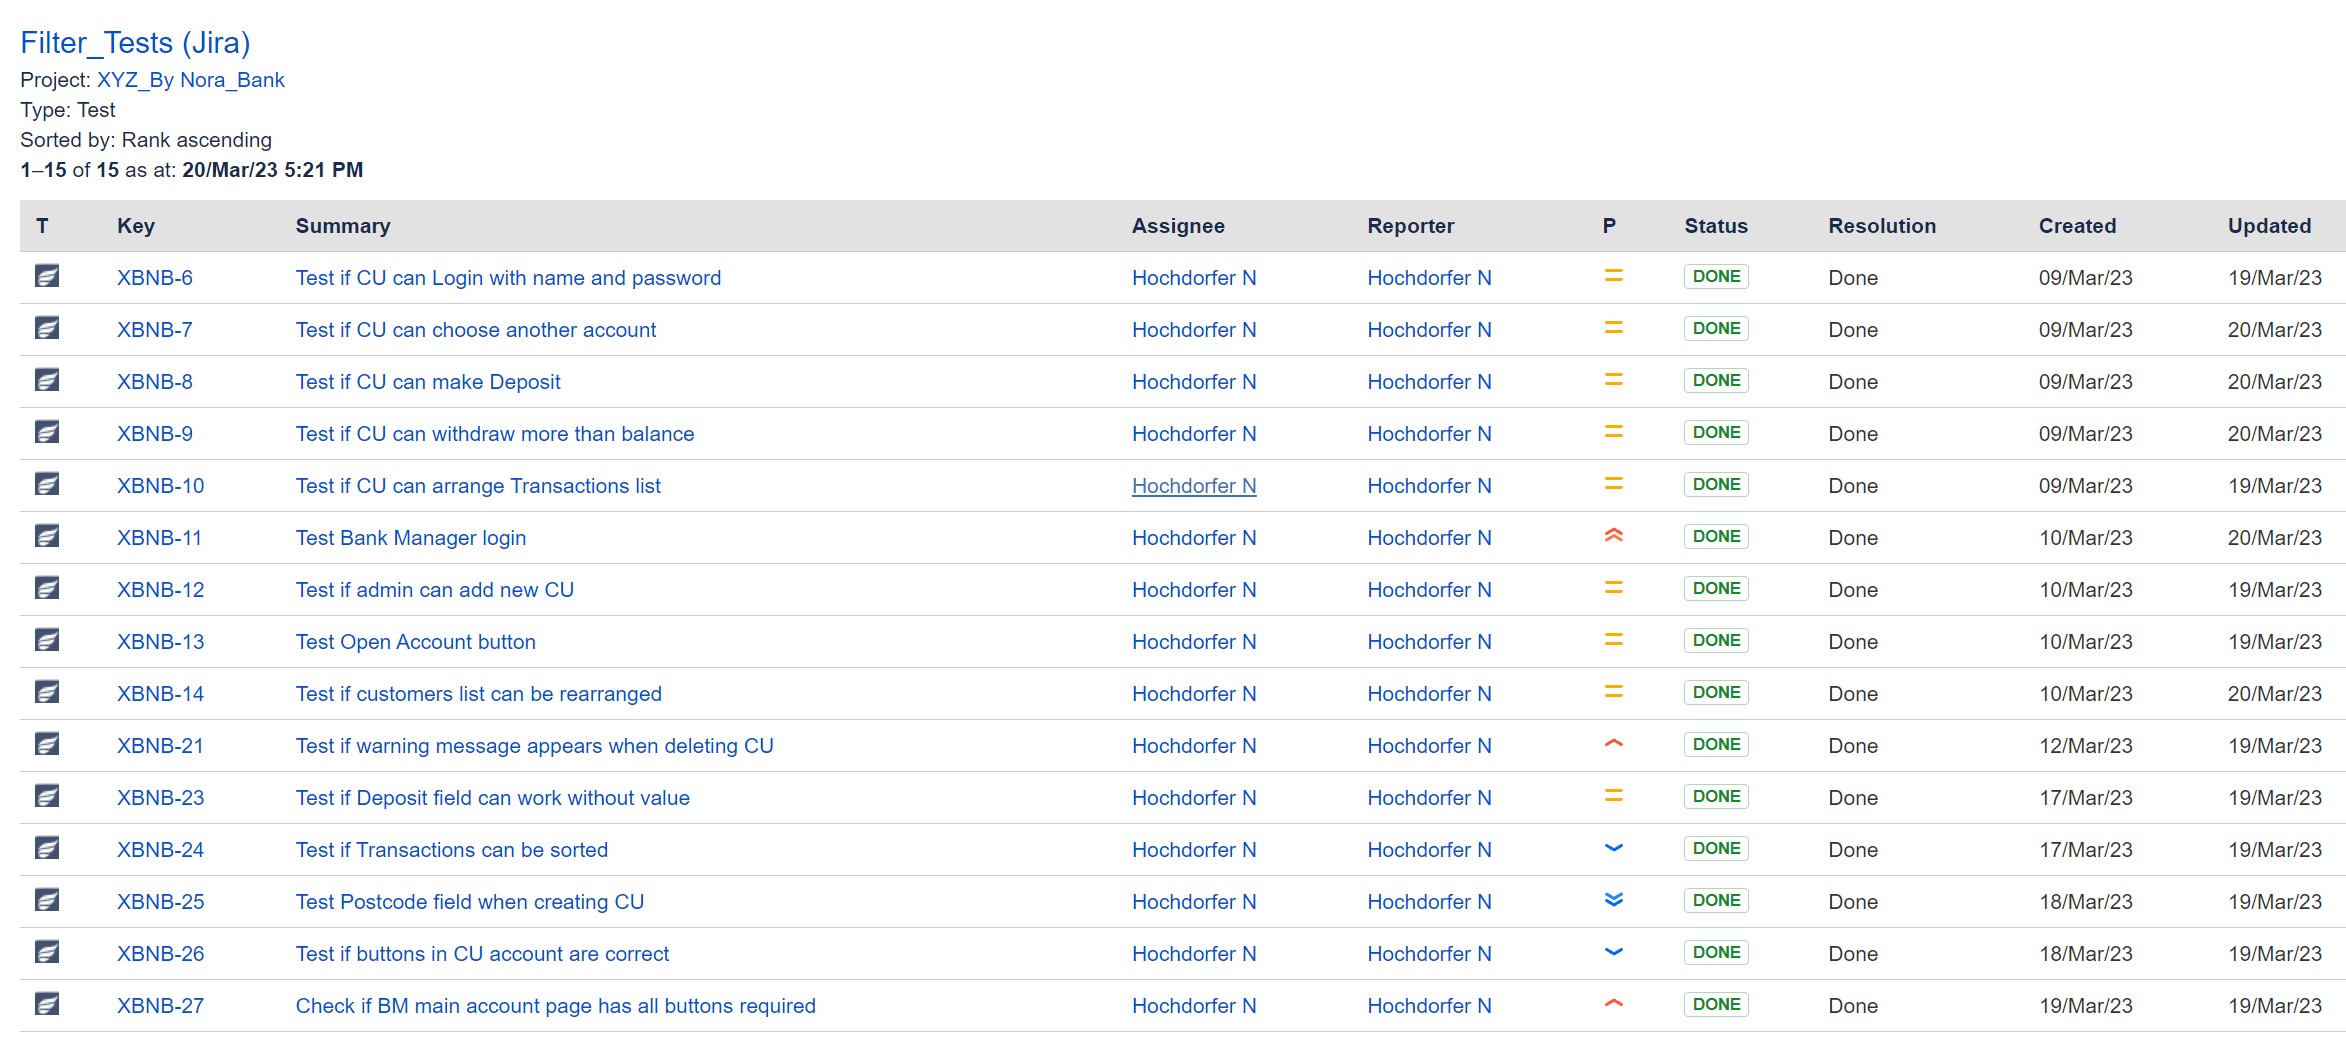 Filter_Tests (Jira)
Project: XYZ_By Nora_Bank
Type: Test
Sorted by: Rank ascending
1–15 of 15 as at: 20/Mar/23 5:21 PM
T Key Summary Assignee Reporter P Status Resolution Created Updated
XBNB-6 Test if CU can Login with name and password Hochdorfer N Hochdorfer N DONE Done 09/Mar/23 19/Mar/23
XBNB-7 Test if CU can choose another account Hochdorfer N Hochdorfer N DONE Done 09/Mar/23 20/Mar/23
XBNB-8 Test if CU can make Deposit Hochdorfer N Hochdorfer N DONE Done 09/Mar/23 20/Mar/23
XBNB-9 Test if CU can withdraw more than balance Hochdorfer N Hochdorfer N DONE Done 09/Mar/23 20/Mar/23
XBNB-10 Test if CU can arrange Transactions list Hochdorfer N Hochdorfer N DONE Done 09/Mar/23 19/Mar/23
XBNB-11 Test Bank Manager login Hochdorfer N Hochdorfer N DONE Done 10/Mar/23 20/Mar/23
XBNB-12 Test if admin can add new CU Hochdorfer N Hochdorfer N DONE Done 10/Mar/23 19/Mar/23
XBNB-13 Test Open Account button Hochdorfer N Hochdorfer N DONE Done 10/Mar/23 19/Mar/23
XBNB-14 Test if customers list can be rearranged Hochdorfer N Hochdorfer N DONE Done 10/Mar/23 20/Mar/23
XBNB-21 Test if warning message appears when deleting CU Hochdorfer N Hochdorfer N DONE Done 12/Mar/23 19/Mar/23
XBNB-23 Test if Deposit field can work without value Hochdorfer N Hochdorfer N DONE Done 17/Mar/23 19/Mar/23
XBNB-24 Test if Transactions can be sorted Hochdorfer N Hochdorfer N DONE Done 17/Mar/23 19/Mar/23
XBNB-25 Test Postcode field when creating CU Hochdorfer N Hochdorfer N DONE Done 18/Mar/23 19/Mar/23
XBNB-26 Test if buttons in CU account are correct Hochdorfer N Hochdorfer N DONE Done 18/Mar/23 19/Mar/23
XBNB-27 Check if BM main account page has all buttons required Hochdorfer N Hochdorfer N DONE Done 19/Mar/23 19/Mar/23